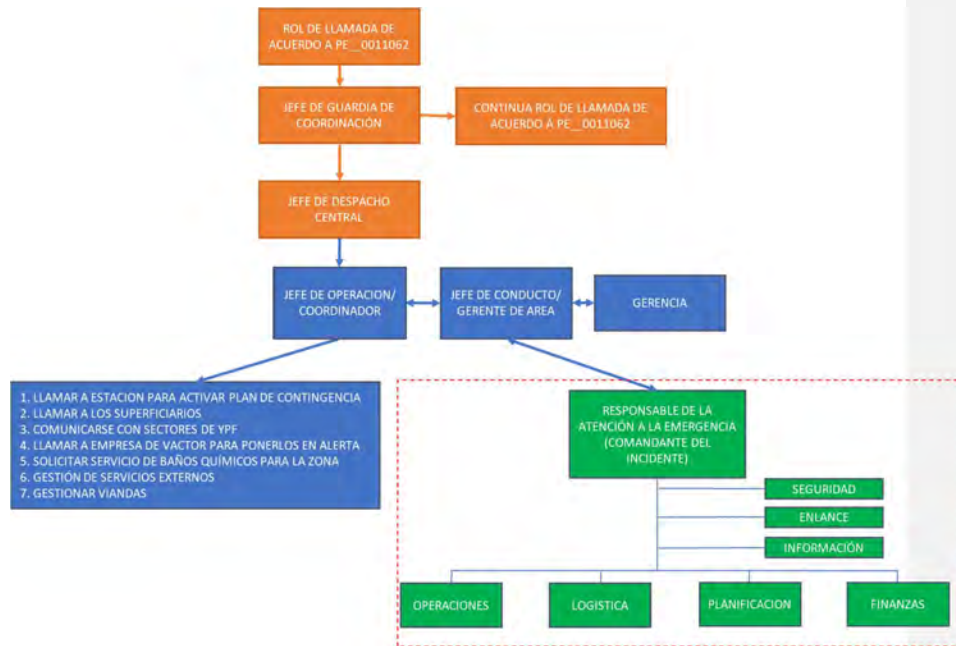 ROL DE LLAMADA DE
ACUERDO A PE__0011062
JEFE DE GUARDIA DE
COORDINACIÓN
CONTINUA ROL DE LLAMADA DE
ACUERDO Á PE__0011062
JEFE DE DESPACHO
CENTRAL
JEFE DE OPERACION/
COORDINADOR
JEFE DE CONDUCTO/
GERENTE DE AREA
GERENCIA
1. LLAMAR A ESTACION PARA ACTIVAR PLAN DE CONTINGENCIA
2. LLAMAR A LOS SUPERFICIARIOS
3. COMUNICARSE CON SECTORES DE YPF
4. LLAMAR A EMPRESA DE VACTOR PARA PONERLOS EN ALERTA
5. SOLICITAR SERVICIO DE BAÑOS QUÍMICOS PARA LA ZONA
6. GESTIÓN DE SERVICIOS EXTERNOS
7. GESTIONAR VIANDAS
RESPONSABLE DE LA
ATENCIÓN A LA EMERGENCIA
(COMANDANTE DEL
INCIDENTE)
SEGURIDAD
ENLANCE
INFORMACIÓN
OPERACIONES
LOGISTICA
PLANIFICACION
FINANZAS